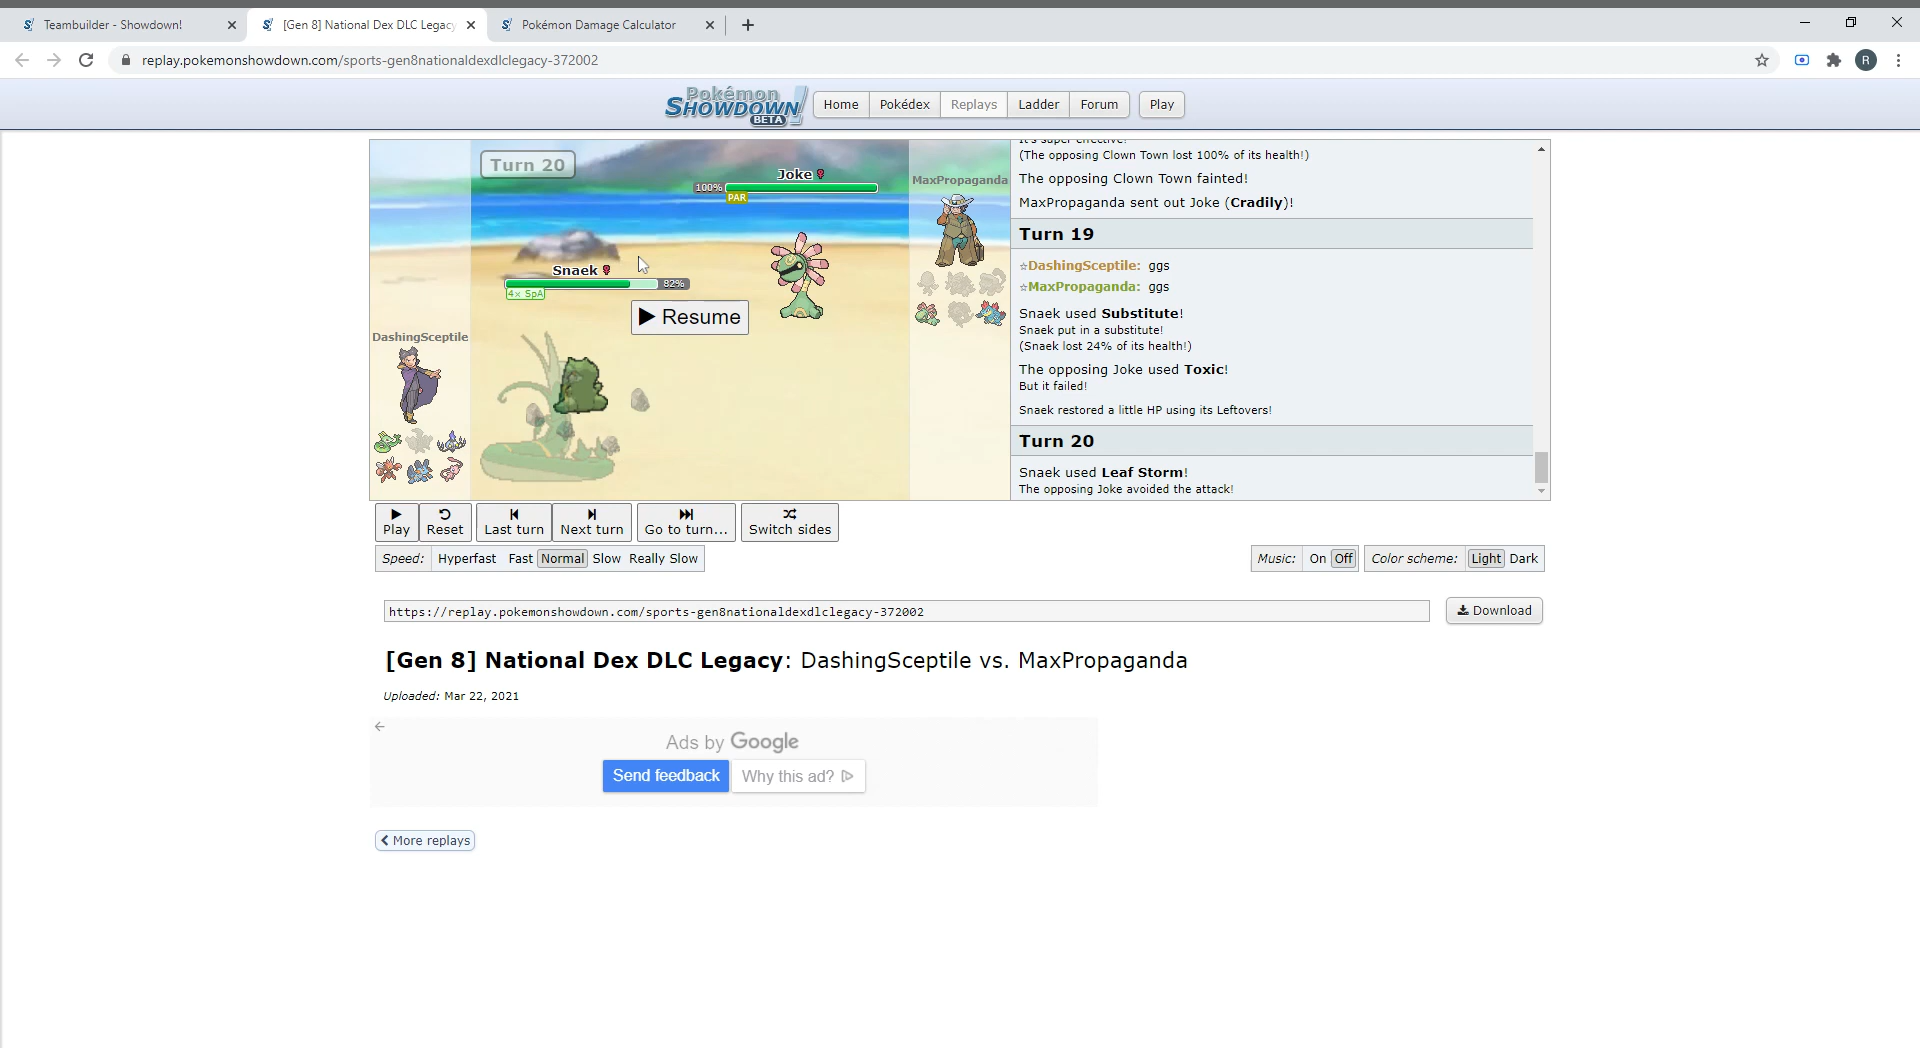 Teambuilder - Showdown!
[Gen 8] National Dex DLC Legacy
Pokémon Damage Calculator
replay.pokemonshowdown.com/sports-gen8nationaldexdlclegacy-372002
R
Pokémon
SHOWDOWN!
BETA
Home
Pokédex
Replays
Ladder
Forum
Play
Turn 20
Joke
100%
PAR
Snaek
82%
4× SpA
Resume
DashingSceptile
MaxPropaganda
It's super effective!
(The opposing Clown Town lost 100% of its health!)
The opposing Clown Town fainted!
MaxPropaganda sent out Joke (Cradily)!
Turn 19
☆DashingSceptile: ggs
☆MaxPropaganda: ggs
Snaek used Substitute!
Snaek put in a substitute!
(Snaek lost 24% of its health!)
The opposing Joke used Toxic!
But it failed!
Snaek restored a little HP using its Leftovers!
Turn 20
Snaek used Leaf Storm!
The opposing Joke avoided the attack!
Play
Reset
Last turn
Next turn
Go to turn...
Switch sides
Speed: Hyperfast Fast Normal Slow Really Slow
Music: On Off
Color scheme: Light Dark
https://replay.pokemonshowdown.com/sports-gen8nationaldexdlclegacy-372002
Download
[Gen 8] National Dex DLC Legacy: DashingSceptile vs. MaxPropaganda
Uploaded: Mar 22, 2021
Ads by Google
Send feedback
Why this ad?
More replays